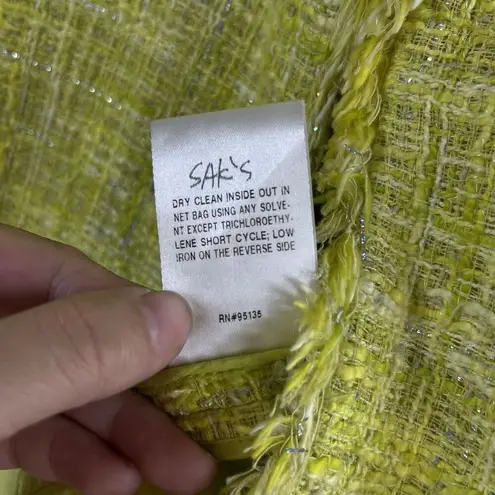 SAK'S
DRY CLEAN INSIDE OUT IN
NET BAG USING ANY SOLVE-
NT EXCEPT TRICHLOROETHY-
LENE SHORT CYCLE; LOW
IRON ON THE REVERSE SIDE
RN#95135